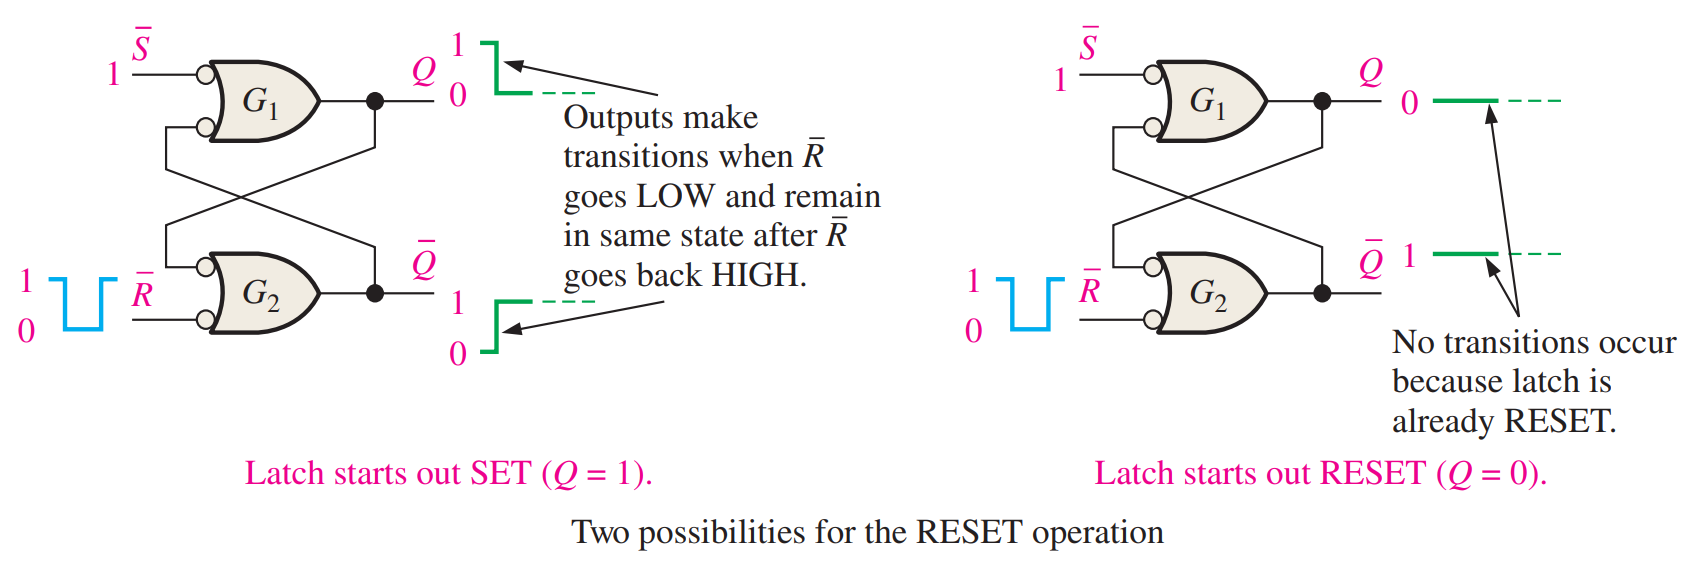 S̅
1
G₁
Q
1
0
Outputs make
transitions when R̅
goes LOW and remain
in same state after R̅
goes back HIGH.
1
0
R̅
G₂
Q̅
1
0
Latch starts out SET (Q = 1).
S̅
1
G₁
Q
0
1
0
R̅
G₂
Q̅ 1
No transitions occur
because latch is
already RESET.
Latch starts out RESET (Q = 0).
Two possibilities for the RESET operation